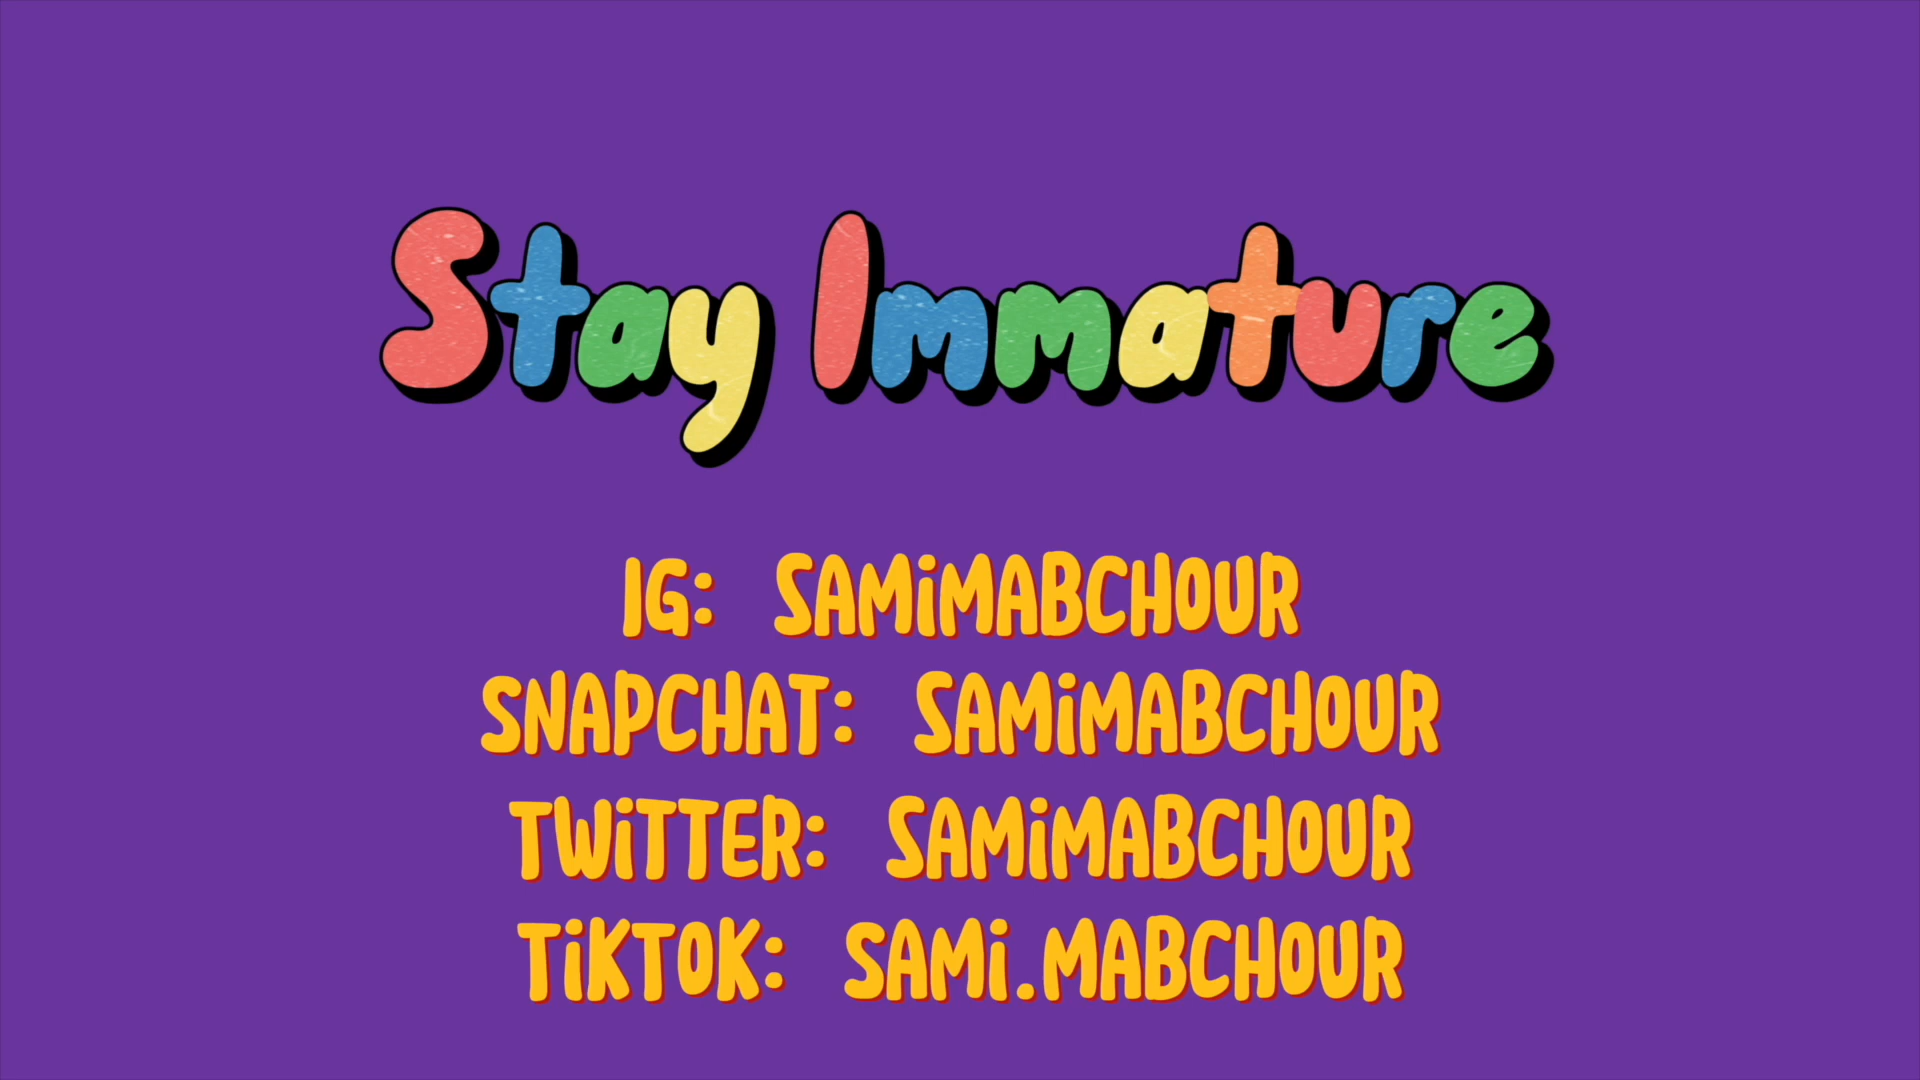 Stay Immature
IG: SAMiMABCHOUR
SNAPCHAT: SAMiMABCHOUR
TWiTTER: SAMiMABCHOUR
TiKTOK: SAMi.MABCHOUR